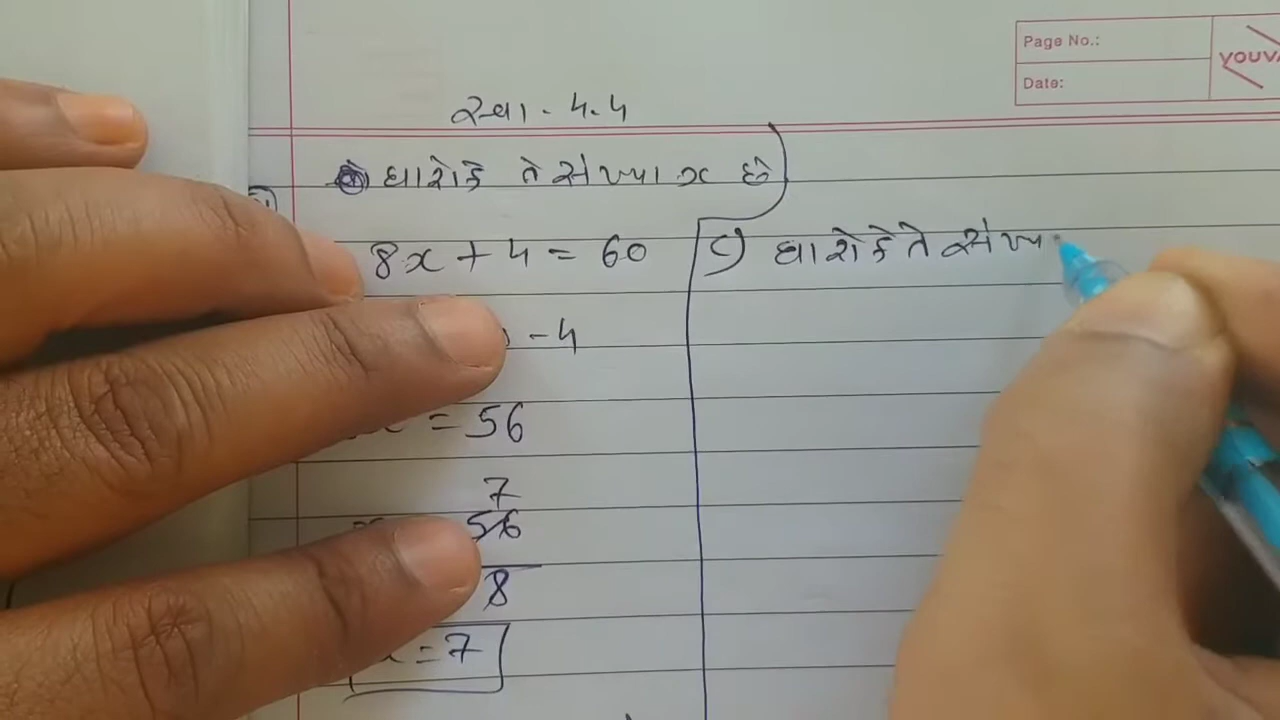 Page No.:
YOUVA
Date:
સ્વા - 4.4
ધારોકે તે સંખ્યા x છે
8x + 4 = 60
- 4
= 56
7
56
8
x = 7
c) ધારોકે તે સંખ્ય